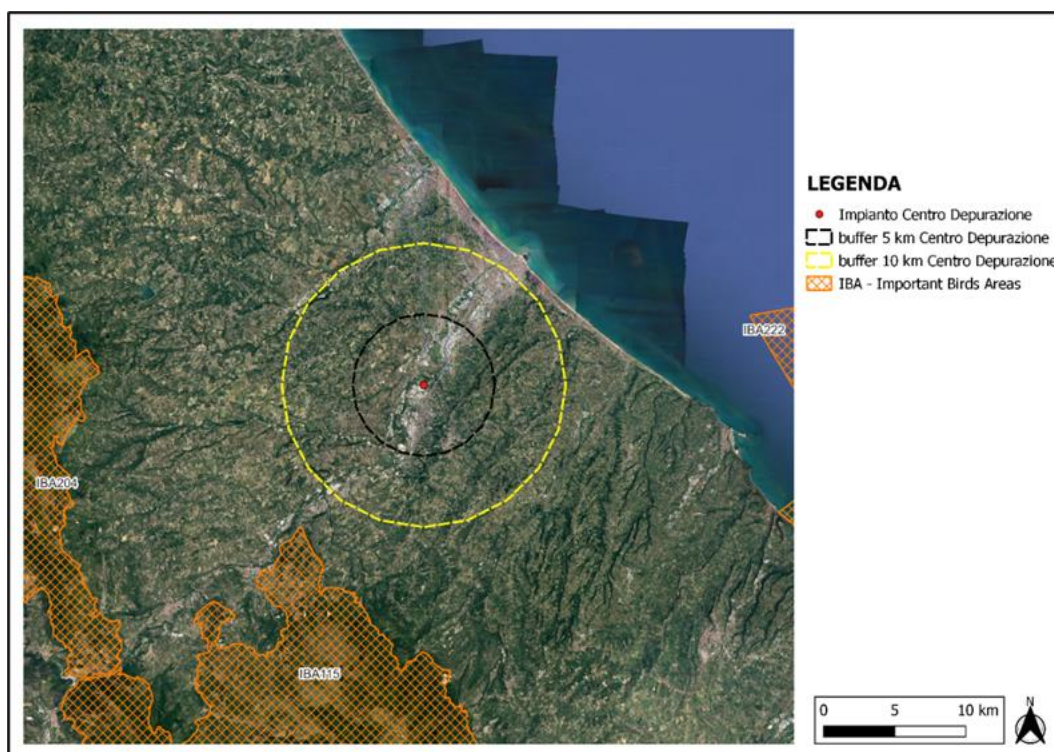 LEGENDA
Impianto Centro Depurazione
buffer 5 km Centro Depurazione
buffer 10 km Centro Depurazione
IBA - Important Birds Areas
IBA222
IBA204
IBA115
0 5 10 km
N